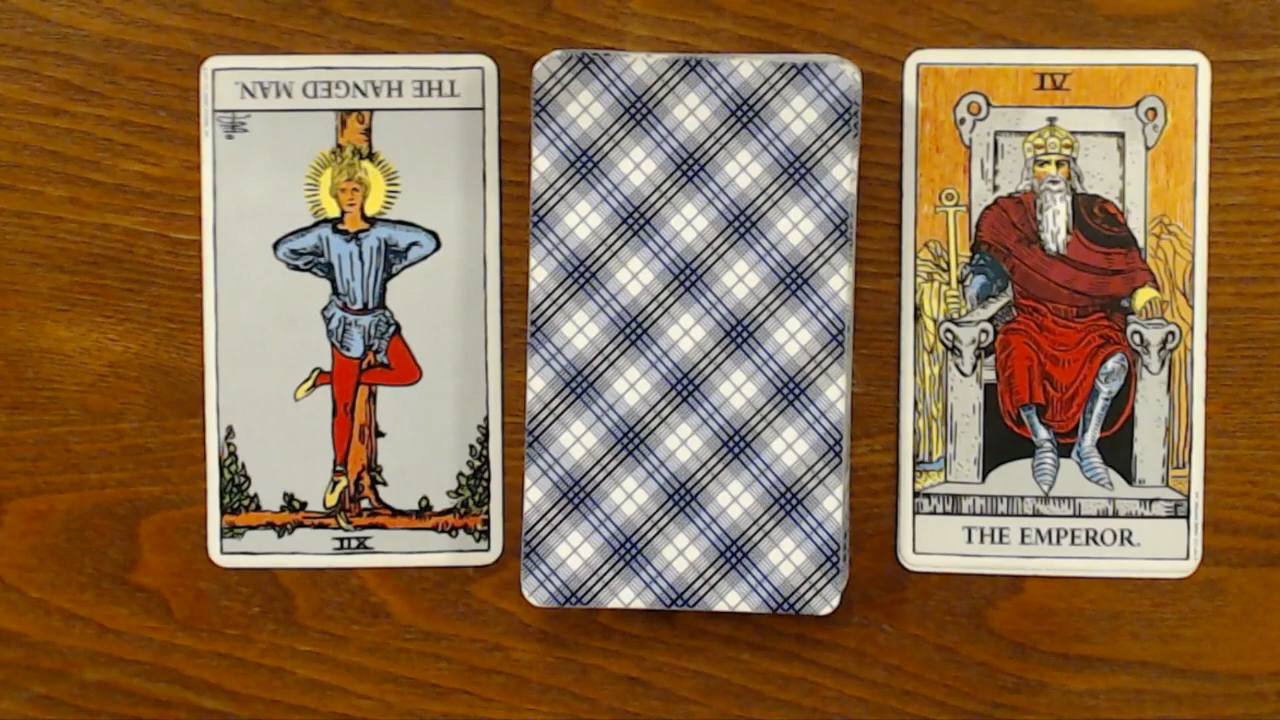 THE HANGED MAN.
XII
IV
THE EMPEROR.